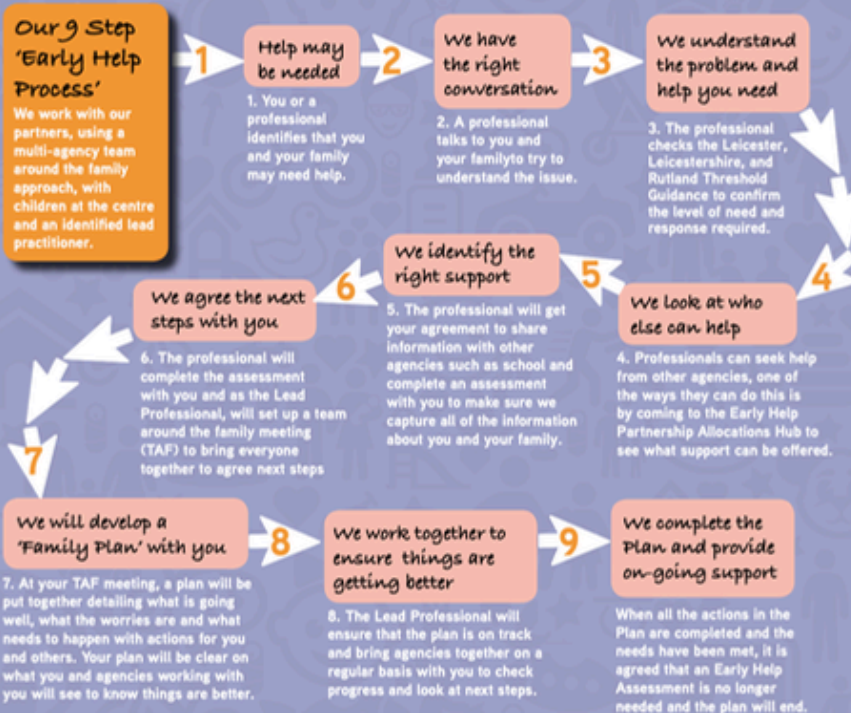 Our 9 Step
'Early Help
Process'
We work with our
partners, using a
multi-agency team
around the family
approach, with
children at the centre
and an identified lead
practitioner.
1
Help may
be needed
1. You or a
professional
identifies that you
and your family
may need help.
2
We have
the right
conversation
2. A professional
talks to you and
your familyto try to
understand the issue.
3
We understand
the problem and
help you need
3. The professional
checks the Leicester,
Leicestershire, and
Rutland Threshold
Guidance to confirm
the level of need and
response required.
4
We look at who
else can help
4. Professionals can seek help
from other agencies, one of
the ways they can do this is
by coming to the Early Help
Partnership Allocations Hub to
see what support can be offered.
5
We identify the
right support
5. The professional will get
your agreement to share
information with other
agencies such as school and
complete an assessment
with you to make sure we
capture all of the information
about you and your family.
6
We agree the next
steps with you
6. The professional will
complete the assessment
with you and as the Lead
Professional, will set up a team
around the family meeting
(TAF) to bring everyone
together to agree next steps
7
We will develop a
'Family Plan' with you
7. At your TAF meeting, a plan will be
put together detailing what is going
well, what the worries are and what
needs to happen with actions for you
and others. Your plan will be clear on
what you and agencies working with
you will see to know things are better.
8
We work together to
ensure things are
getting better
8. The Lead Professional will
ensure that the plan is on track
and bring agencies together on a
regular basis with you to check
progress and look at next steps.
9
We complete the
Plan and provide
on-going support
When all the actions in the
Plan are completed and the
needs have been met, it is
agreed that an Early Help
Assessment is no longer
needed and the plan will end.